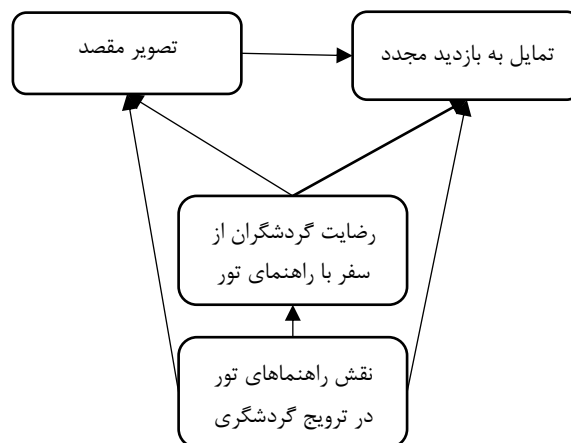 تصویر مقصد
تمایل به بازدید مجدد
رضایت گردشگران از
سفر با راهنمای تور
نقش راهنماهای تور
در ترویج گردشگری